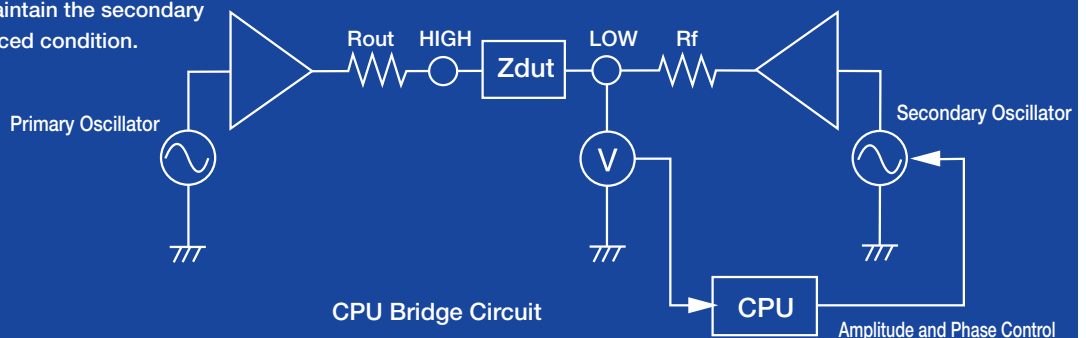 aintain the secondary
ced condition.
Rout HIGH Zdut LOW Rf
Primary Oscillator
Secondary Oscillator
V
CPU Bridge Circuit
CPU
Amplitude and Phase Control